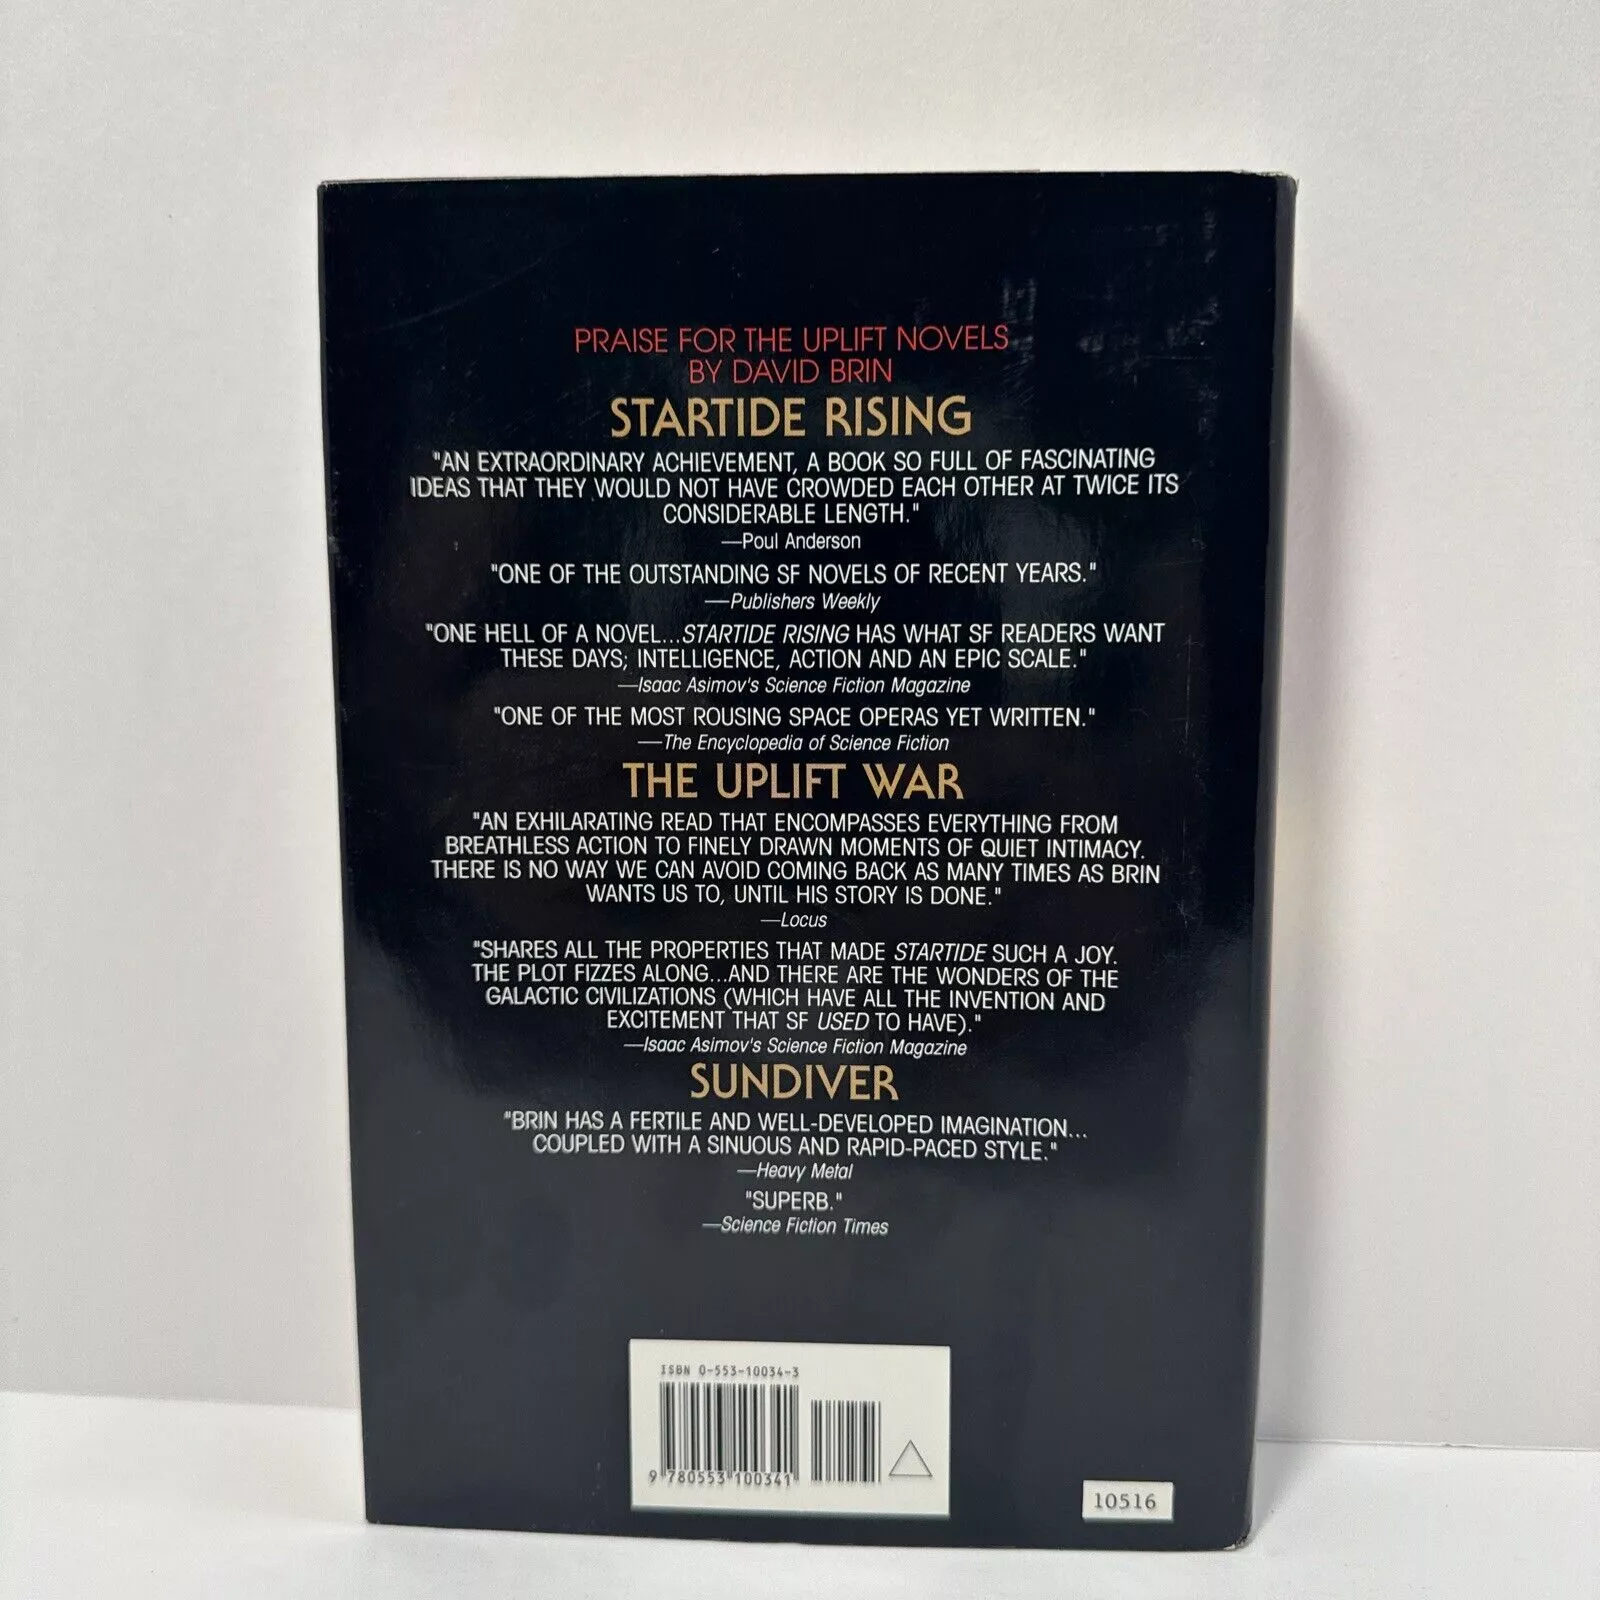 PRAISE FOR THE UPLIFT NOVELS
BY DAVID BRIN
STARTIDE RISING
"AN EXTRAORDINARY ACHIEVEMENT, A BOOK SO FULL OF FASCINATING
IDEAS THAT THEY WOULD NOT HAVE CROWDED EACH OTHER AT TWICE ITS
CONSIDERABLE LENGTH."
—Poul Anderson
"ONE OF THE OUTSTANDING SF NOVELS OF RECENT YEARS."
—Publishers Weekly
"ONE HELL OF A NOVEL...STARTIDE RISING HAS WHAT SF READERS WANT
THESE DAYS; INTELLIGENCE, ACTION AND AN EPIC SCALE."
—Isaac Asimov's Science Fiction Magazine
"ONE OF THE MOST ROUSING SPACE OPERAS YET WRITTEN."
—The Encyclopedia of Science Fiction
THE UPLIFT WAR
"AN EXHILARATING READ THAT ENCOMPASSES EVERYTHING FROM
BREATHLESS ACTION TO FINELY DRAWN MOMENTS OF QUIET INTIMACY.
THERE IS NO WAY WE CAN AVOID COMING BACK AS MANY TIMES AS BRIN
WANTS US TO, UNTIL HIS STORY IS DONE."
—Locus
"SHARES ALL THE PROPERTIES THAT MADE STARTIDE SUCH A JOY.
THE PLOT FIZZES ALONG...AND THERE ARE THE WONDERS OF THE
GALACTIC CIVILIZATIONS (WHICH HAVE ALL THE INVENTION AND
EXCITEMENT THAT SF USED TO HAVE)."
—Isaac Asimov's Science Fiction Magazine
SUNDIVER
"BRIN HAS A FERTILE AND WELL-DEVELOPED IMAGINATION...
COUPLED WITH A SINUOUS AND RAPID-PACED STYLE."
—Heavy Metal
"SUPERB."
—Science Fiction Times
ISBN 0-553-10034-3
9 780553 100341
10516